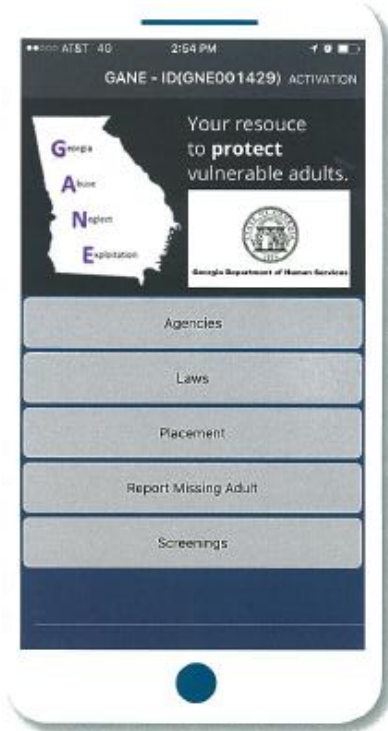 AT&T 4G 2:54 PM
GANE - ID(GNE001429) ACTIVATION
Georgia
Abuse
Neglect
Exploitation
Your resouce
to protect
vulnerable adults.
Georgia Department of Human Services
Agencies
Laws
Placement
Report Missing Adult
Screenings